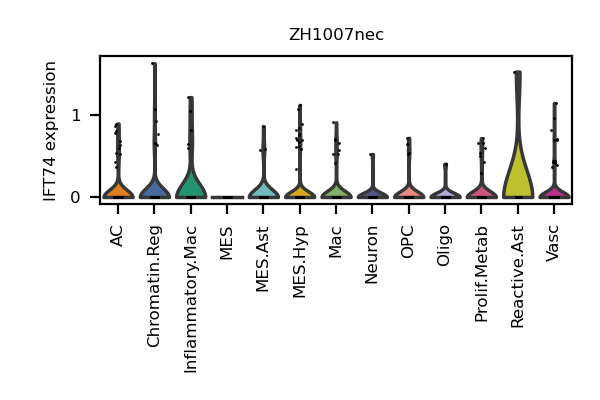 ZH1007nec
IFT74 expression
1
0
AC
Chromatin.Reg
Inflammatory.Mac
MES
MES.Ast
MES.Hyp
Mac
Neuron
OPC
Oligo
Prolif.Metab
Reactive.Ast
Vasc